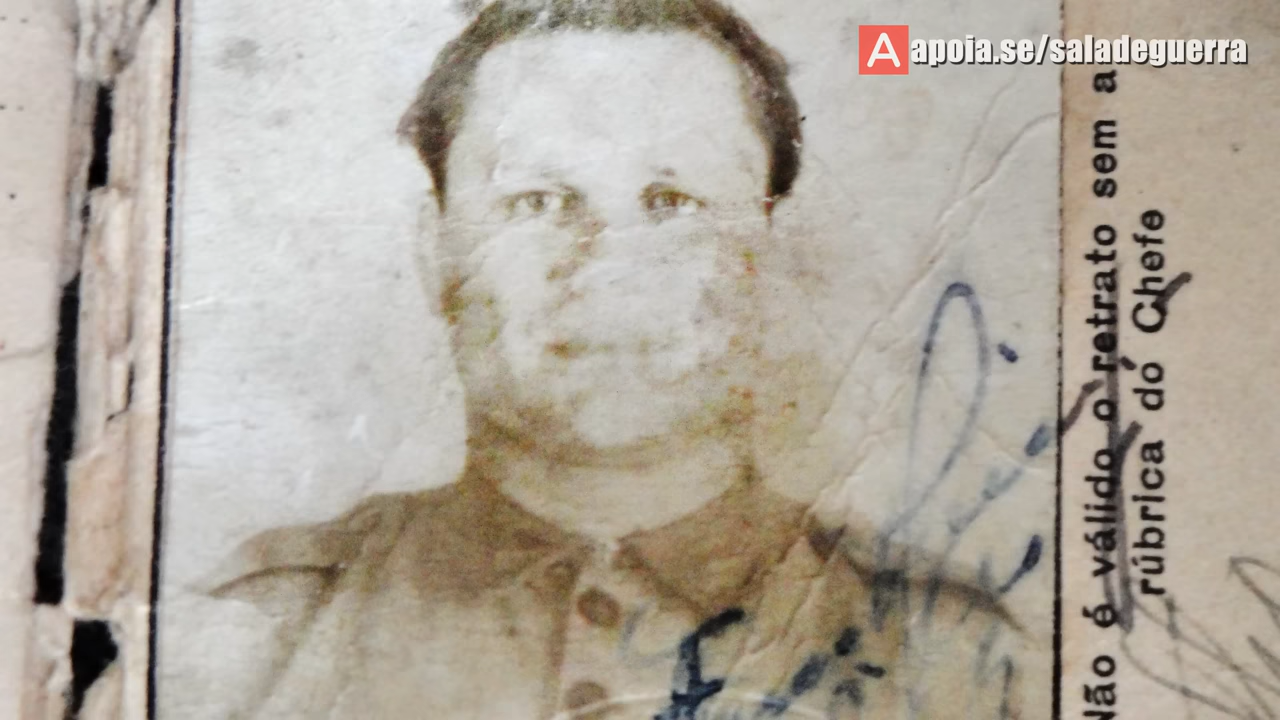 A apoia.se/saladeguerra
Não é válido o retrato sem a
rúbrica do Chefe